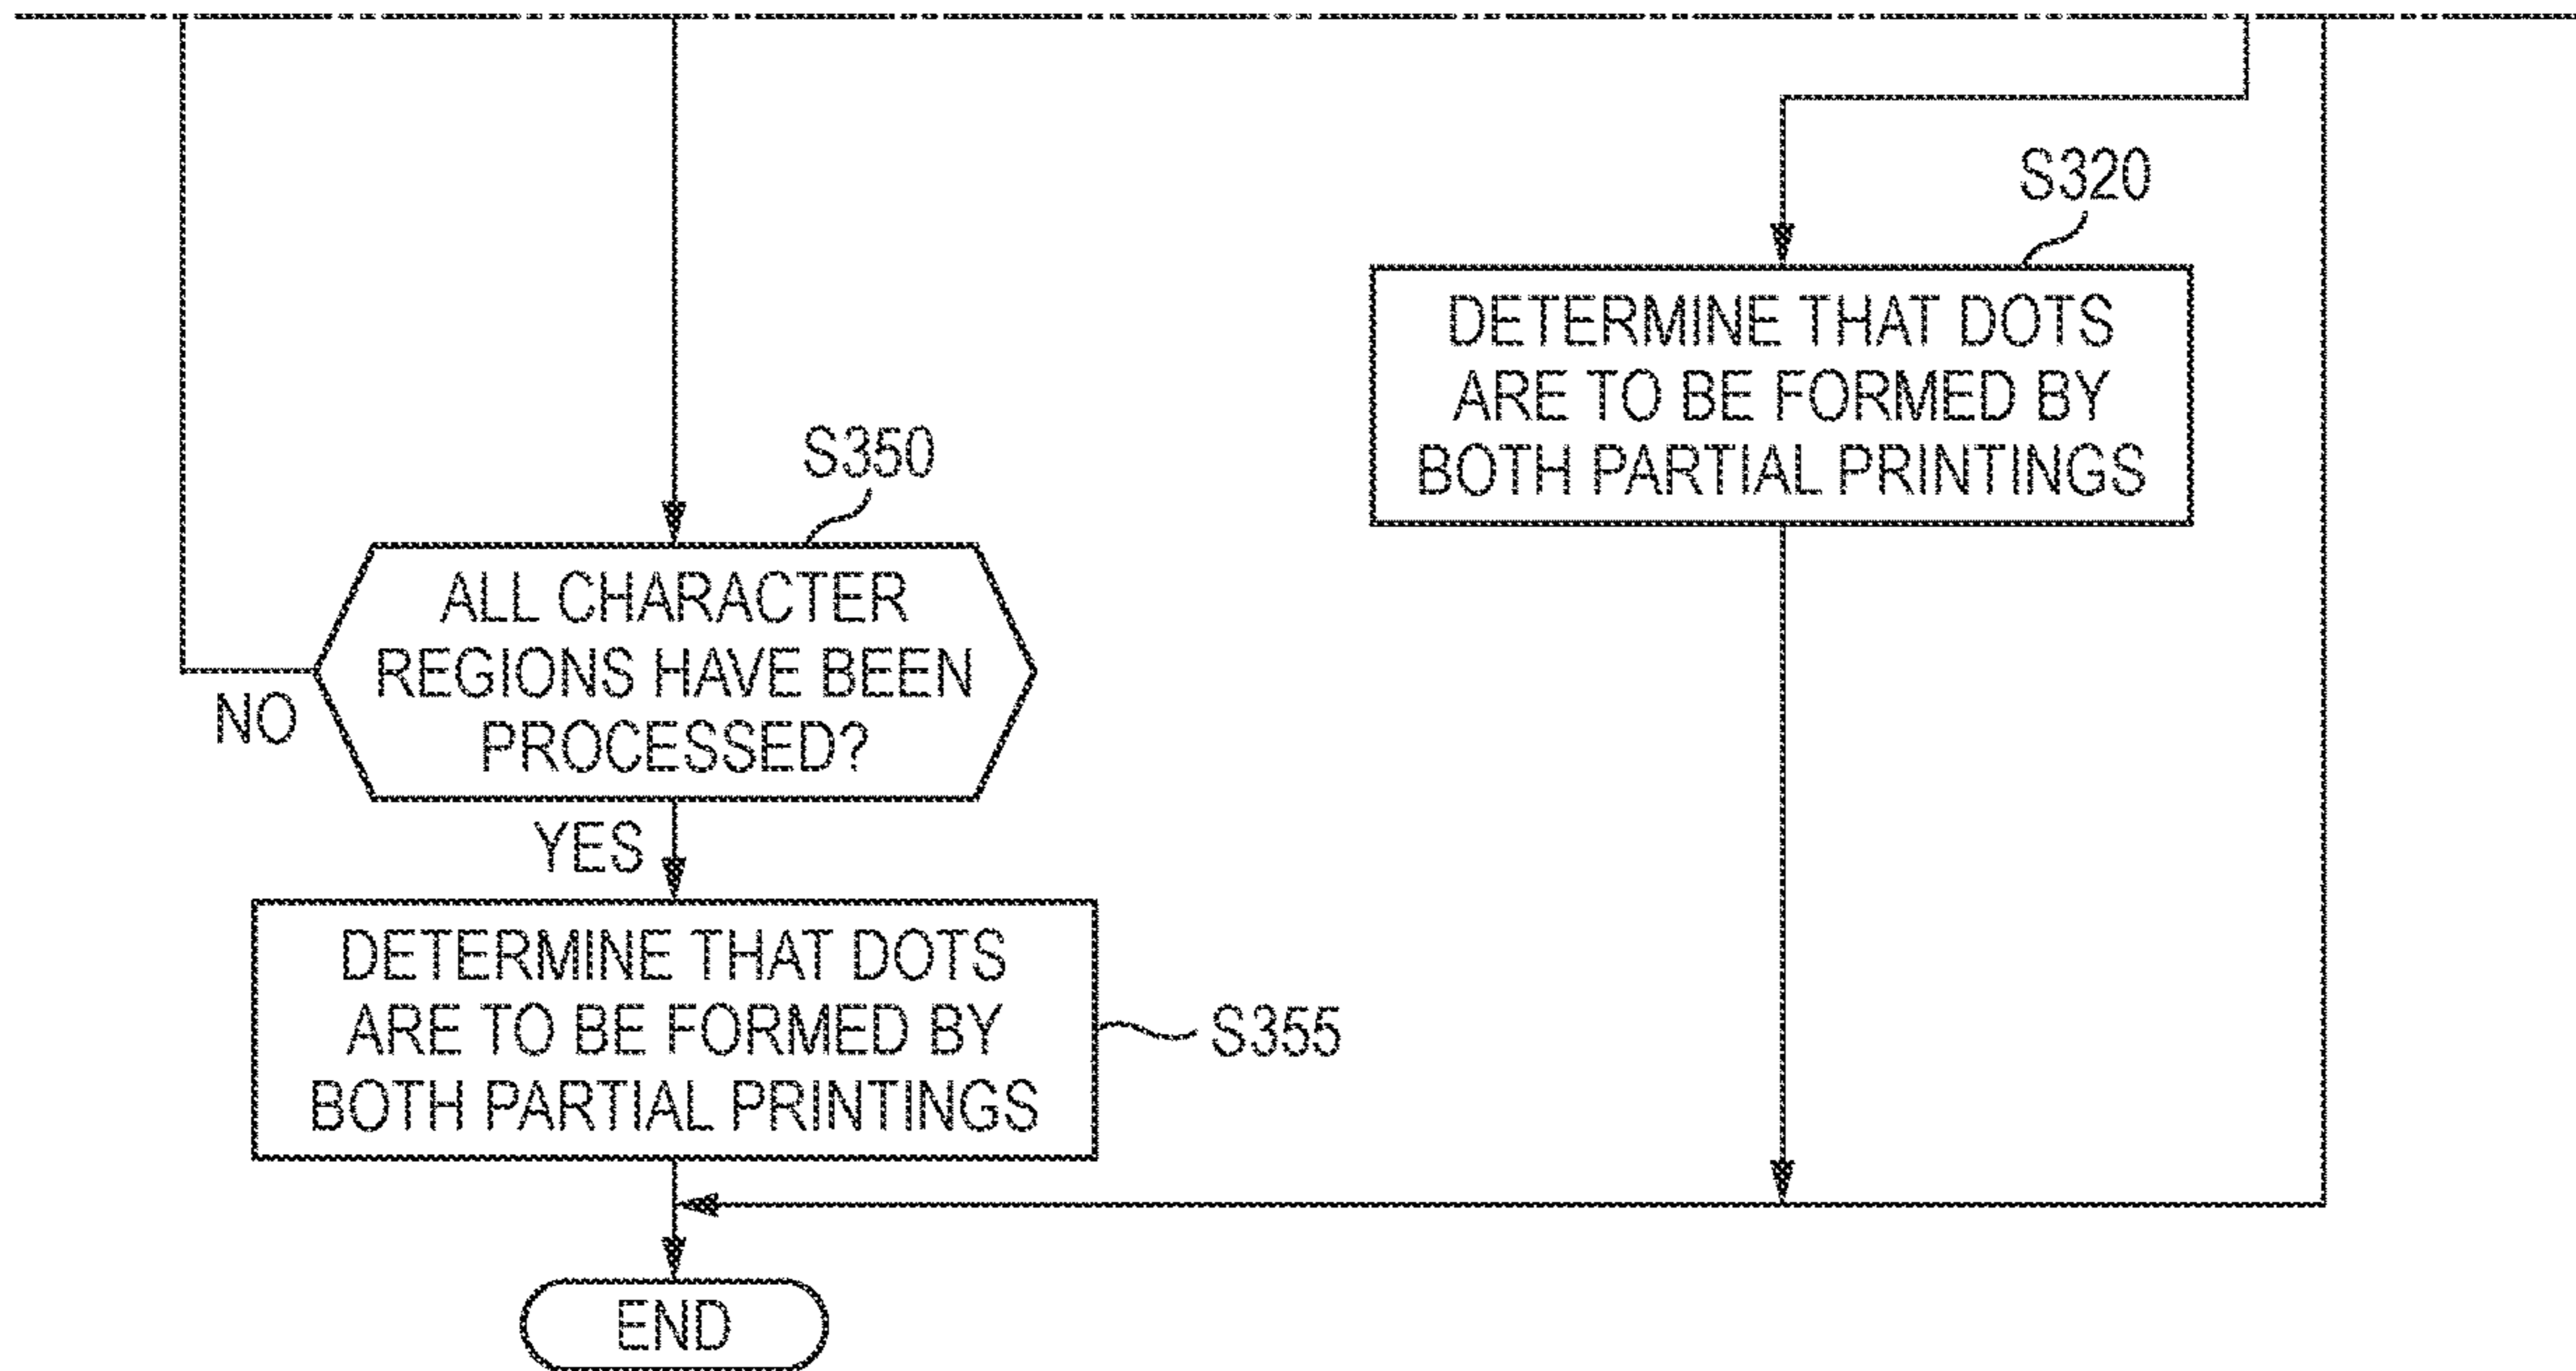 S320
DETERMINE THAT DOTS
ARE TO BE FORMED BY
BOTH PARTIAL PRINTINGS
S350
ALL CHARACTER
REGIONS HAVE BEEN
PROCESSED?
NO
YES
DETERMINE THAT DOTS
ARE TO BE FORMED BY
BOTH PARTIAL PRINTINGS
S355
END